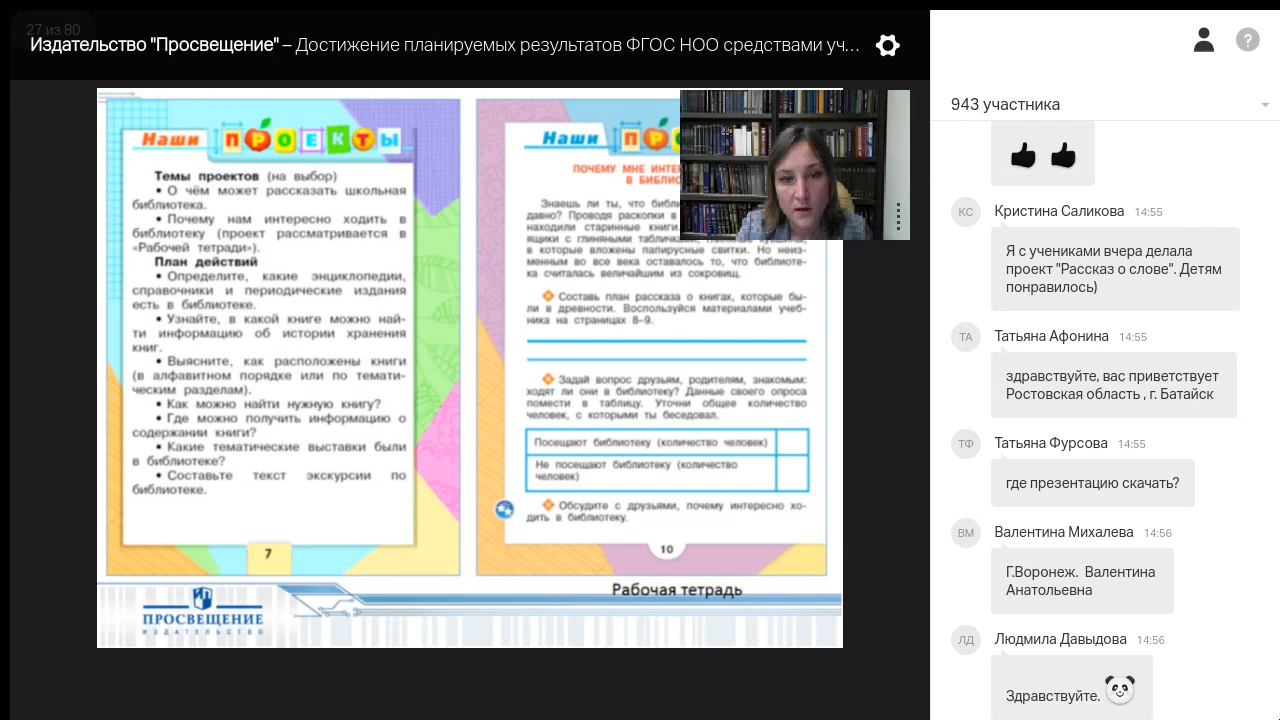 27 из 80
Издательство "Просвещение" – Достижение планируемых результатов ФГОС НОО средствами уч...
Наши ПРОЕКТЫ
Темы проектов (на выбор)
• О чём может рассказать школьная
библиотека.
• Почему нам интересно ходить в
библиотеку (проект рассматривается в
«Рабочей тетради»).
План действий
• Определите, какие энциклопедии,
справочники и периодические издания
есть в библиотеке.
• Узнайте, в какой книге можно най-
ти информацию об истории хранения
книг.
• Выясните, как расположены книги
(в алфавитном порядке или по темати-
ческим разделам).
• Как можно найти нужную книгу?
• Где можно получить информацию о
содержании книги?
• Какие тематические выставки были
в библиотеке?
• Составьте текст экскурсии по
библиотеке.
7
Наши ПРО
ПОЧЕМУ МНЕ ИНТЕ
В БИБЛИО
Знаешь ли ты, что библи
давно? Проводя раскопки в
находили старинные книги.
ящики с глиняными табличка
в которые вложены папирусные свитки. Но неиз-
менным во все века оставалось то, что библиоте-
ка считалась величайшим из сокровищ.
Составь план рассказа о книгах, которые бы-
ли в древности. Воспользуйся материалами учеб-
ника на страницах 8–9.
Задай вопрос друзьям, родителям, знакомым:
ходят ли они в библиотеку? Данные своего опроса
помести в таблицу. Уточни общее количество
человек, с которыми ты беседовал.
Посещают библиотеку (количество человек)
Не посещают библиотеку (количество
человек)
Обсудите с друзьями, почему интересно хо-
дить в библиотеку.
10
Рабочая тетрадь
ПРОСВЕЩЕНИЕ
ИЗДАТЕЛЬСТВО
943 участника
КС Кристина Саликова 14:55
Я с учениками вчера делала
проект "Рассказ о слове". Детям
понравилось)
ТА Татьяна Афонина 14:55
здравствуйте. вас приветствует
Ростовская область , г. Батайск
ТФ Татьяна Фурсова 14:55
где презентацию скачать?
ВМ Валентина Михалева 14:56
Г.Воронеж. Валентина
Анатольевна
ЛД Людмила Давыдова 14:56
Здравствуйте.